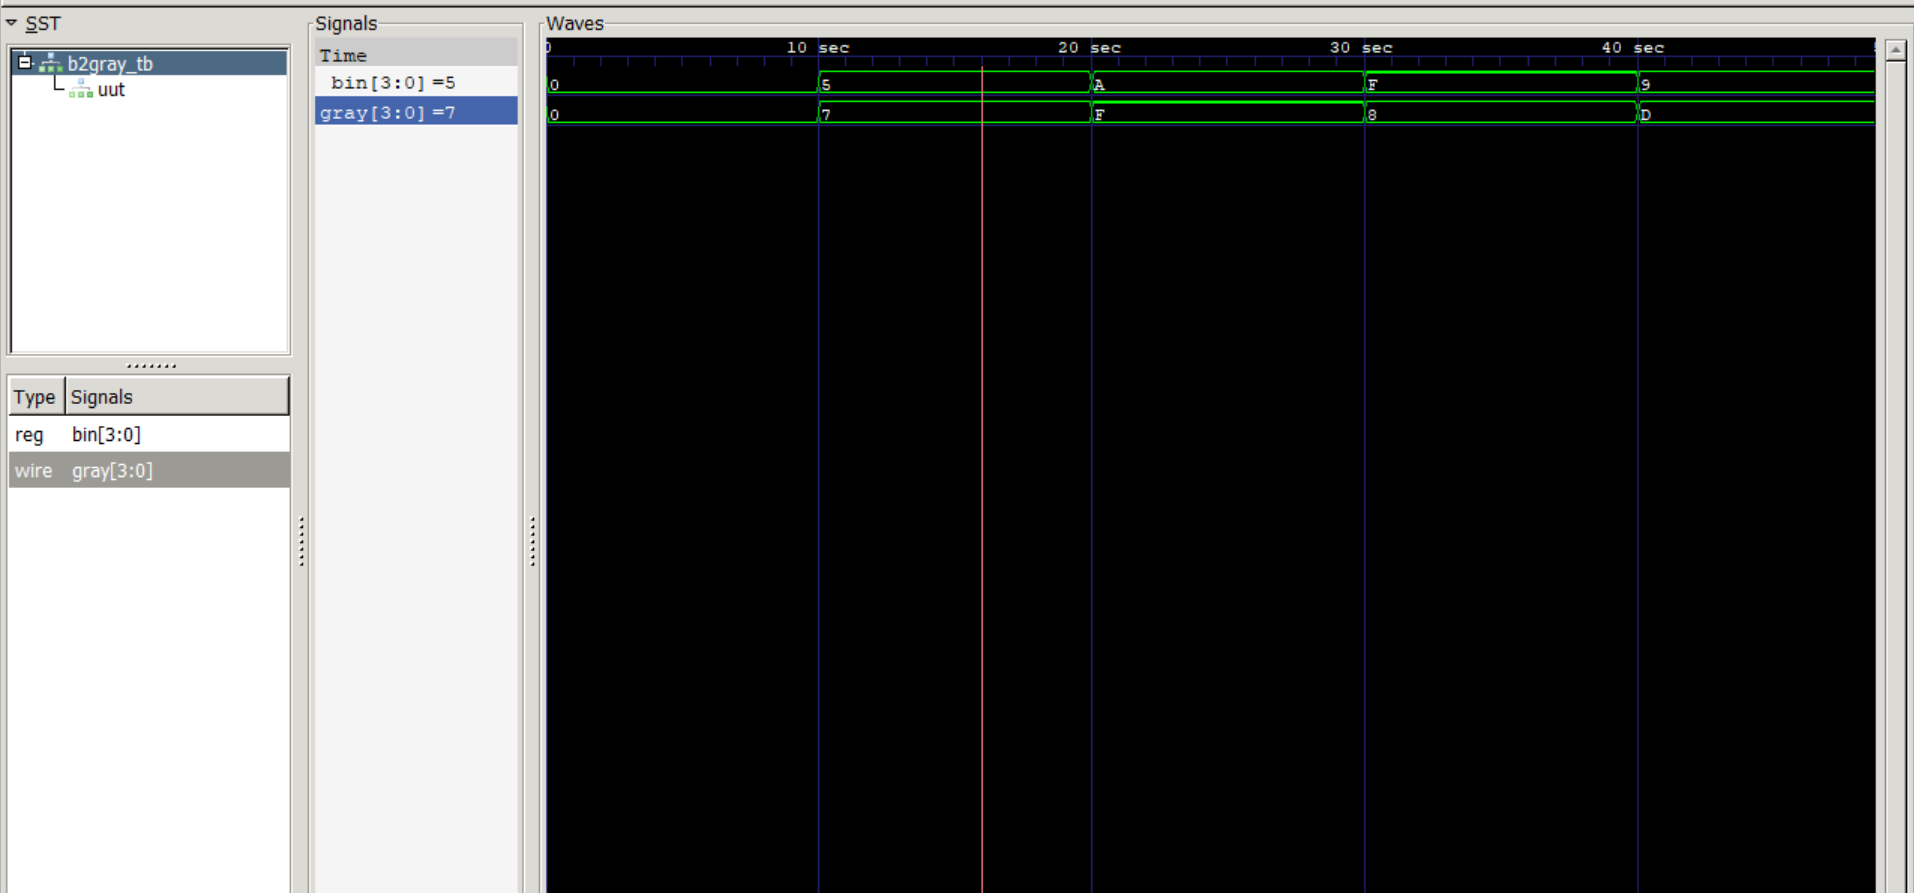 SST
b2gray_tb
uut
Type Signals
reg bin[3:0]
wire gray[3:0]
Signals
Time
bin[3:0] =5
gray[3:0] =7
Waves
0 10 sec 20 sec 30 sec 40 sec
0 5 A F 9
0 7 F 8 D